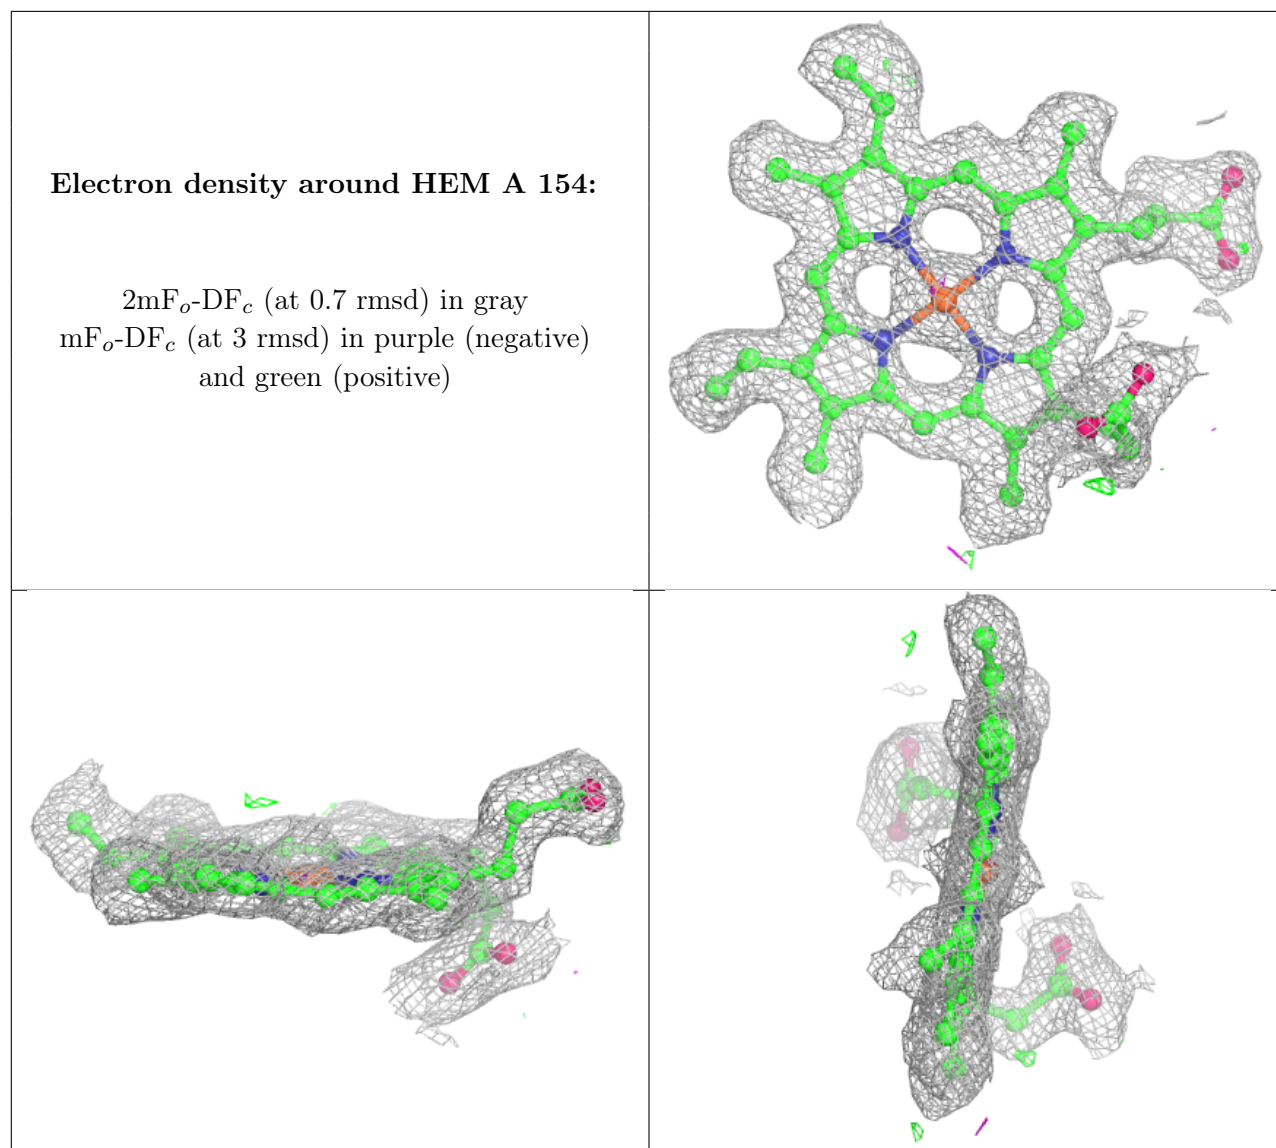 Electron density around HEM A 154:
2mFₒ-DF𝑐 (at 0.7 rmsd) in gray
mFₒ-DF𝑐 (at 3 rmsd) in purple (negative)
and green (positive)